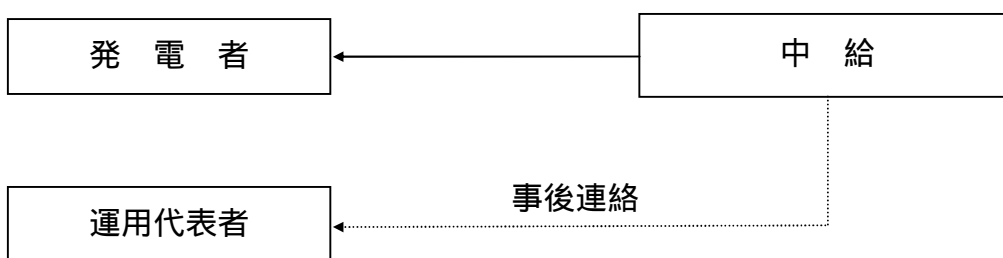 発　電　者
中　給
事後連絡
運用代表者